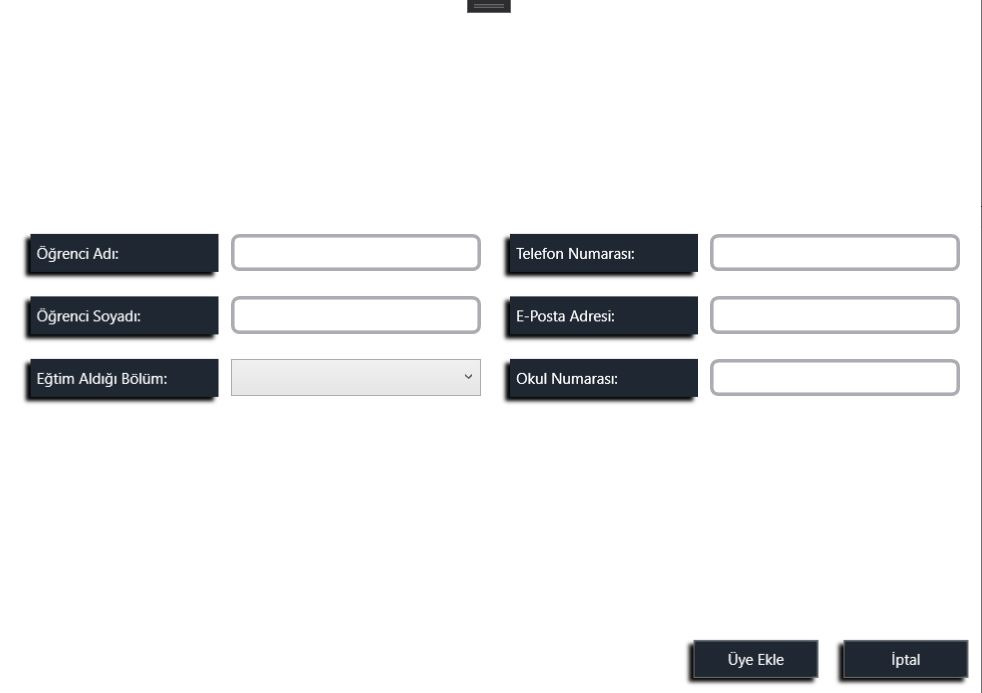 Öğrenci Adı:
Telefon Numarası:
Öğrenci Soyadı:
E-Posta Adresi:
Eğtim Aldığı Bölüm:
Okul Numarası:
Üye Ekle
İptal